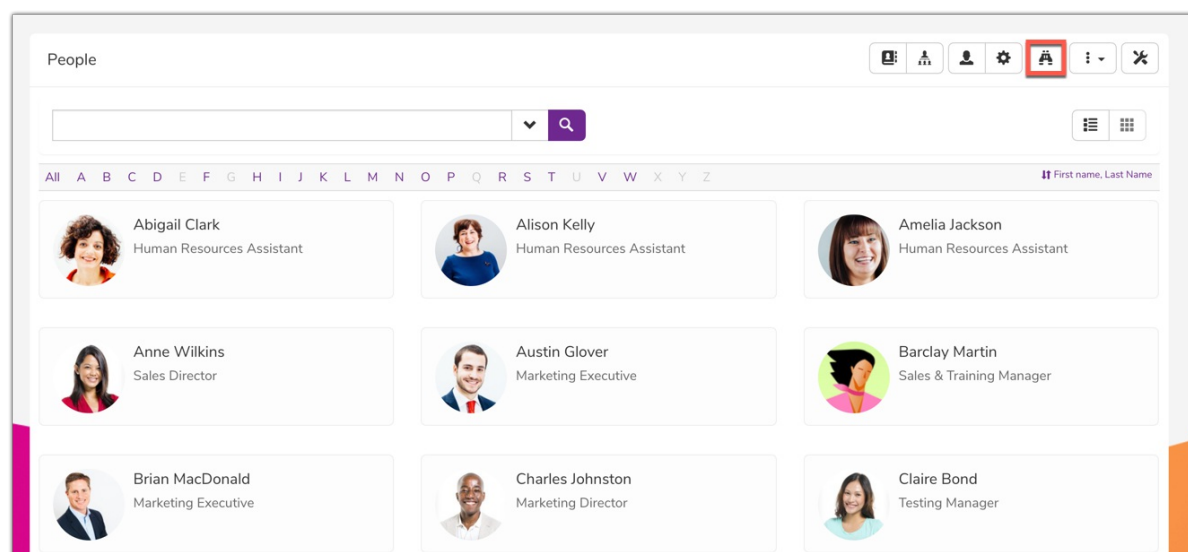 People
All A B C D E F G H I J K L M N O P Q R S T U V W X Y Z
First name, Last Name
Abigail Clark
Human Resources Assistant
Alison Kelly
Human Resources Assistant
Amelia Jackson
Human Resources Assistant
Anne Wilkins
Sales Director
Austin Glover
Marketing Executive
Barclay Martin
Sales & Training Manager
Brian MacDonald
Marketing Executive
Charles Johnston
Marketing Director
Claire Bond
Testing Manager